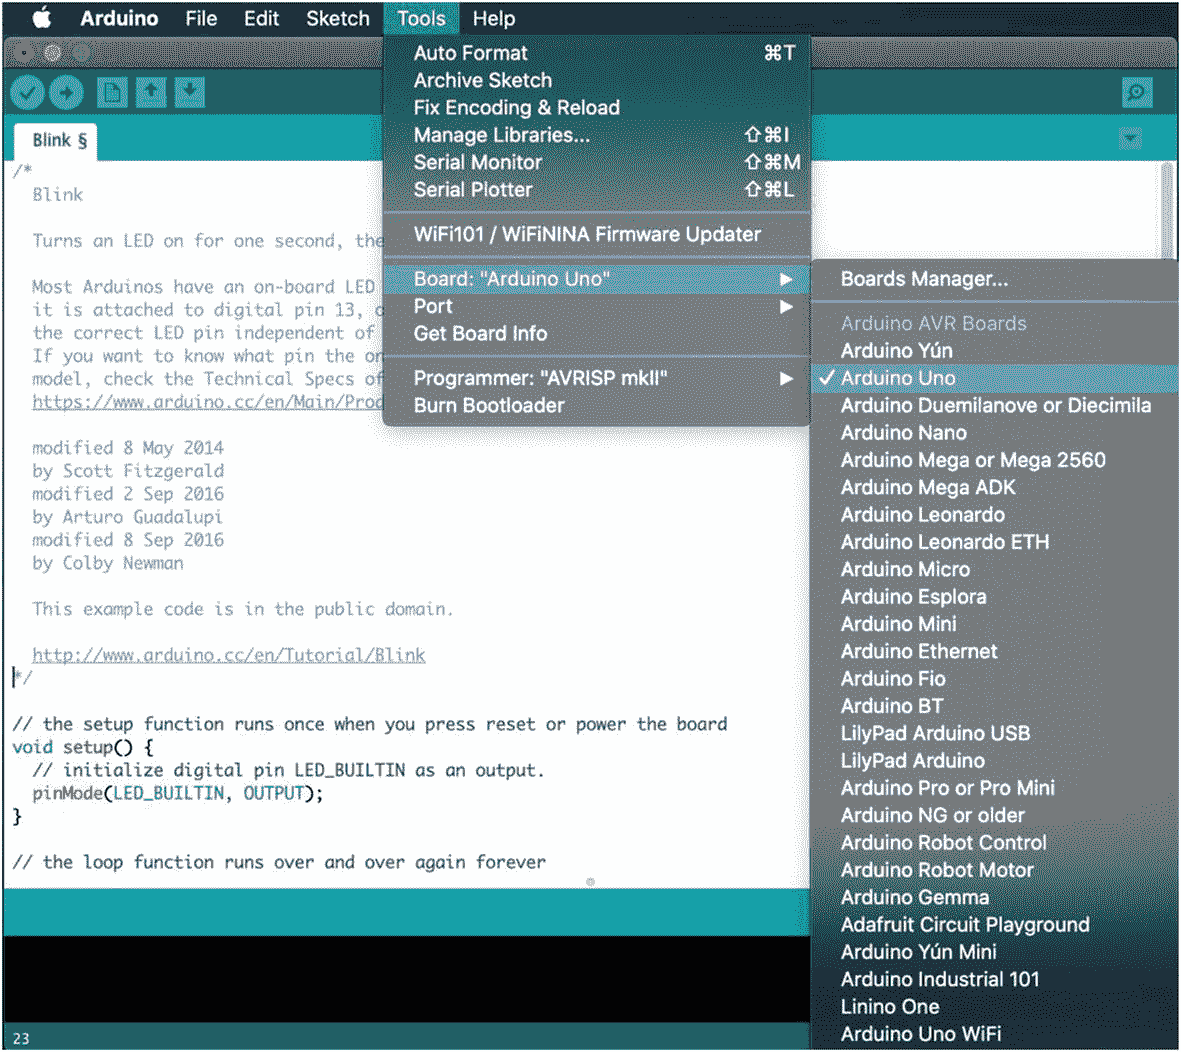 Arduino File Edit Sketch Tools Help
Auto Format ⌘T
Archive Sketch
Fix Encoding & Reload
Manage Libraries... ⇧⌘I
Serial Monitor ⇧⌘M
Serial Plotter ⇧⌘L
WiFi101 / WiFiNINA Firmware Updater
Board: "Arduino Uno"
Port
Get Board Info
Programmer: "AVRISP mkII"
Burn Bootloader
Boards Manager...
Arduino AVR Boards
Arduino Yún
✓ Arduino Uno
Arduino Duemilanove or Diecimila
Arduino Nano
Arduino Mega or Mega 2560
Arduino Mega ADK
Arduino Leonardo
Arduino Leonardo ETH
Arduino Micro
Arduino Esplora
Arduino Mini
Arduino Ethernet
Arduino Fio
Arduino BT
LilyPad Arduino USB
LilyPad Arduino
Arduino Pro or Pro Mini
Arduino NG or older
Arduino Robot Control
Arduino Robot Motor
Arduino Gemma
Adafruit Circuit Playground
Arduino Yún Mini
Arduino Industrial 101
Linino One
Arduino Uno WiFi
Blink §
/*
Blink
Turns an LED on for one second, the
Most Arduinos have an on-board LED
it is attached to digital pin 13,
the correct LED pin independent of
If you want to know what pin the on
model, check the Technical Specs of
https://www.arduino.cc/en/Main/Prod
modified 8 May 2014
by Scott Fitzgerald
modified 2 Sep 2016
by Arturo Guadalupi
modified 8 Sep 2016
by Colby Newman
This example code is in the public domain.
http://www.arduino.cc/en/Tutorial/Blink
*/
// the setup function runs once when you press reset or power the board
void setup() {
// initialize digital pin LED_BUILTIN as an output.
pinMode(LED_BUILTIN, OUTPUT);
}
// the loop function runs over and over again forever
23